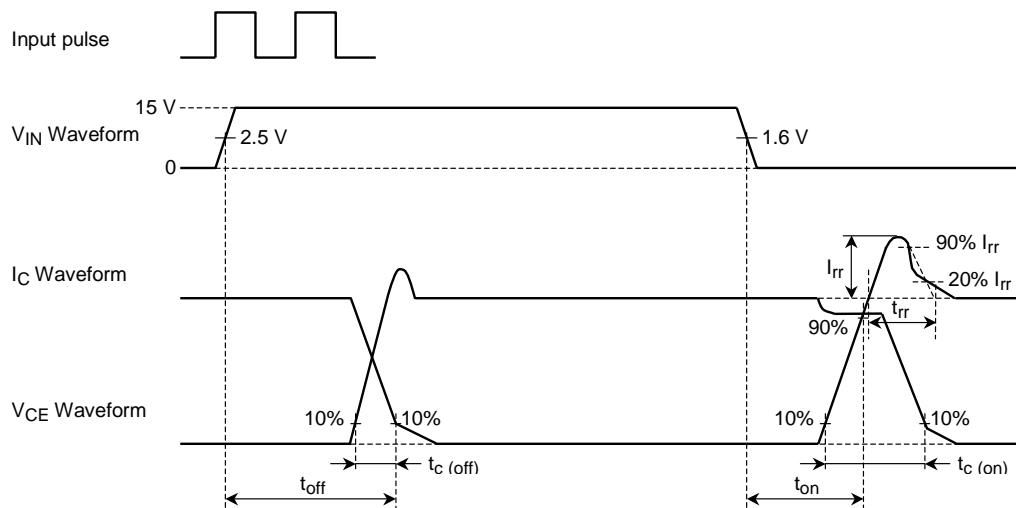 Input pulse
15 V
VIN Waveform
2.5 V
1.6 V
0
IC Waveform
Irr
90% Irr
20% Irr
trr
90%
VCE Waveform
10%
10%
10%
10%
tc (off)
tc (on)
toff
ton